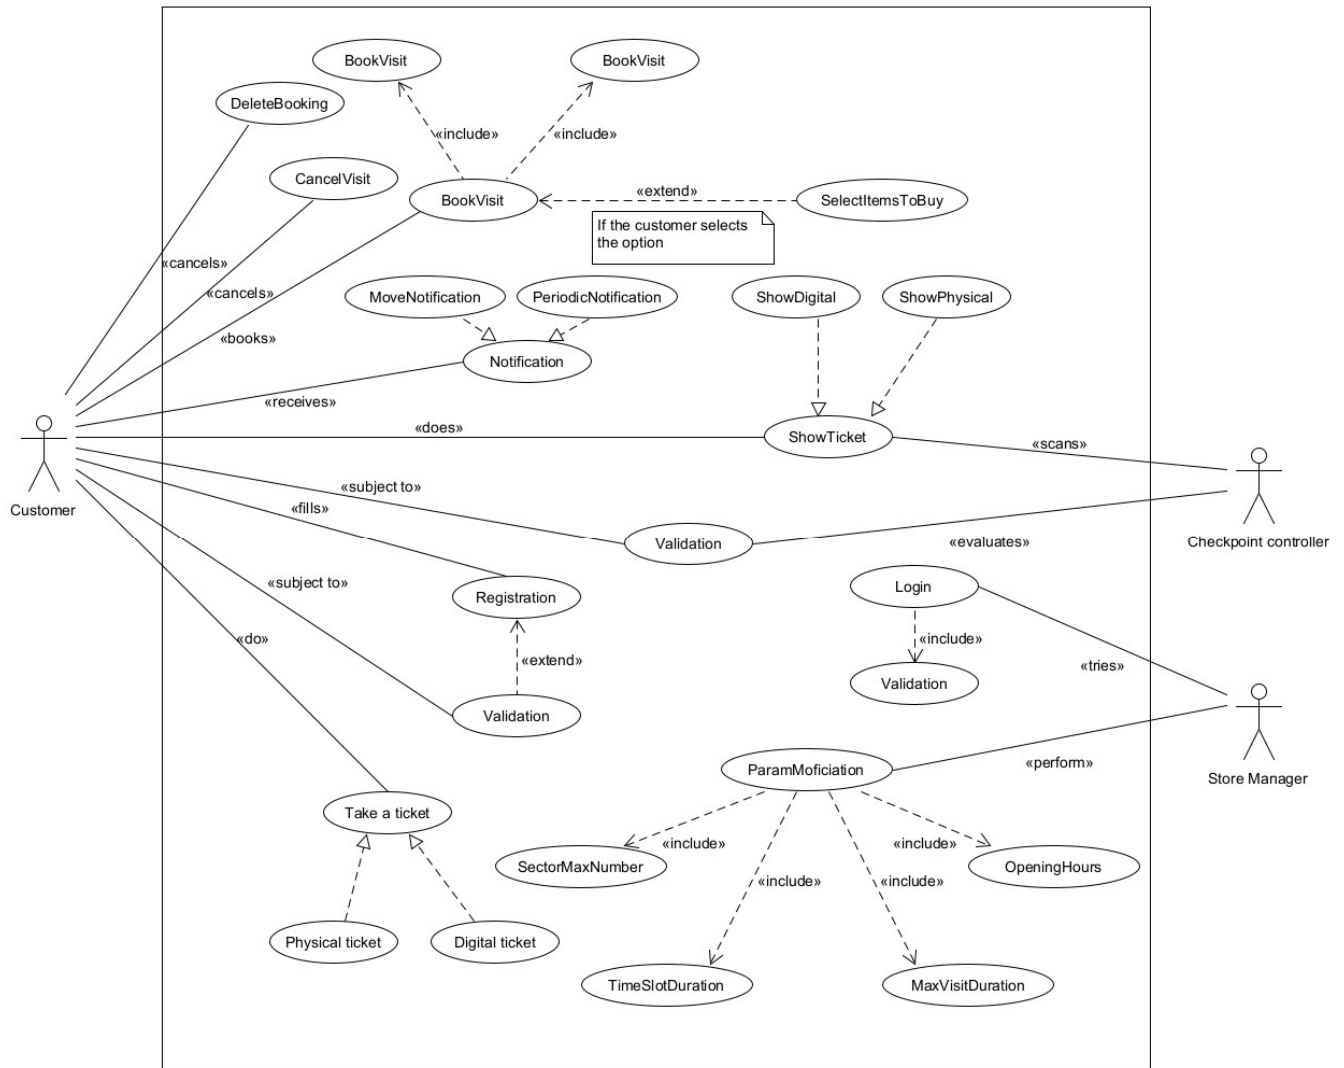 BookVisit
BookVisit
DeleteBooking
«include»
«include»
CancelVisit
BookVisit
«extend»
SelectItemsToBuy
If the customer selects
the option
«cancels»
«cancels»
MoveNotification
PeriodicNotification
ShowDigital
ShowPhysical
«books»
Notification
«receives»
«does»
ShowTicket
«scans»
Customer
«subject to»
«fills»
Validation
«evaluates»
Checkpoint controller
«subject to»
Registration
Login
«do»
«include»
«extend»
«tries»
Validation
Validation
ParamMoficiation
«perform»
Store Manager
Take a ticket
«include»
«include»
SectorMaxNumber
OpeningHours
«include»
«include»
Physical ticket
Digital ticket
TimeSlotDuration
MaxVisitDuration